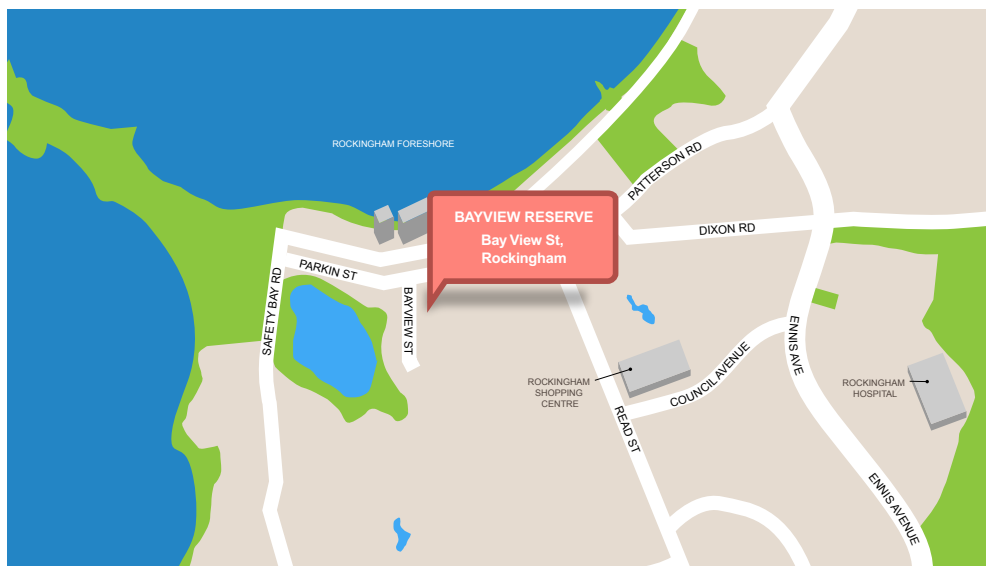 ROCKINGHAM FORESHORE
PATTERSON RD
BAYVIEW RESERVE
Bay View St,
Rockingham
DIXON RD
PARKIN ST
SAFETY BAY RD
BAYVIEW ST
ENNIS AVE
COUNCIL AVENUE
ROCKINGHAM
SHOPPING
CENTRE
ROCKINGHAM
HOSPITAL
READ ST
ENNIS AVENUE